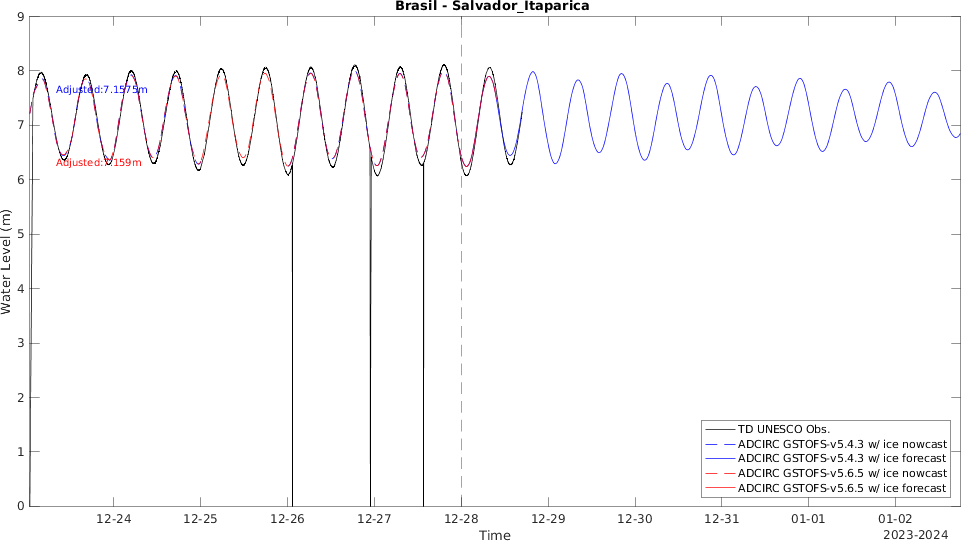 Brasil - Salvador_Itaparica
9
8
7
6
5
4
3
2
1
0
Water Level (m)
Adjusted:7.1575m
TD UNESCO Obs.
ADCIRC GSTOFS-v5.4.3 w/ ice nowcast
ADCIRC GSTOFS-v5.4.3 w/ ice forecast
ADCIRC GSTOFS-v5.6.5 w/ ice nowcast
ADCIRC GSTOFS-v5.6.5 w/ ice forecast
12-24
12-25
12-26
12-27
12-28
12-29
12-30
12-31
01-01
01-02
Time
2023-2024